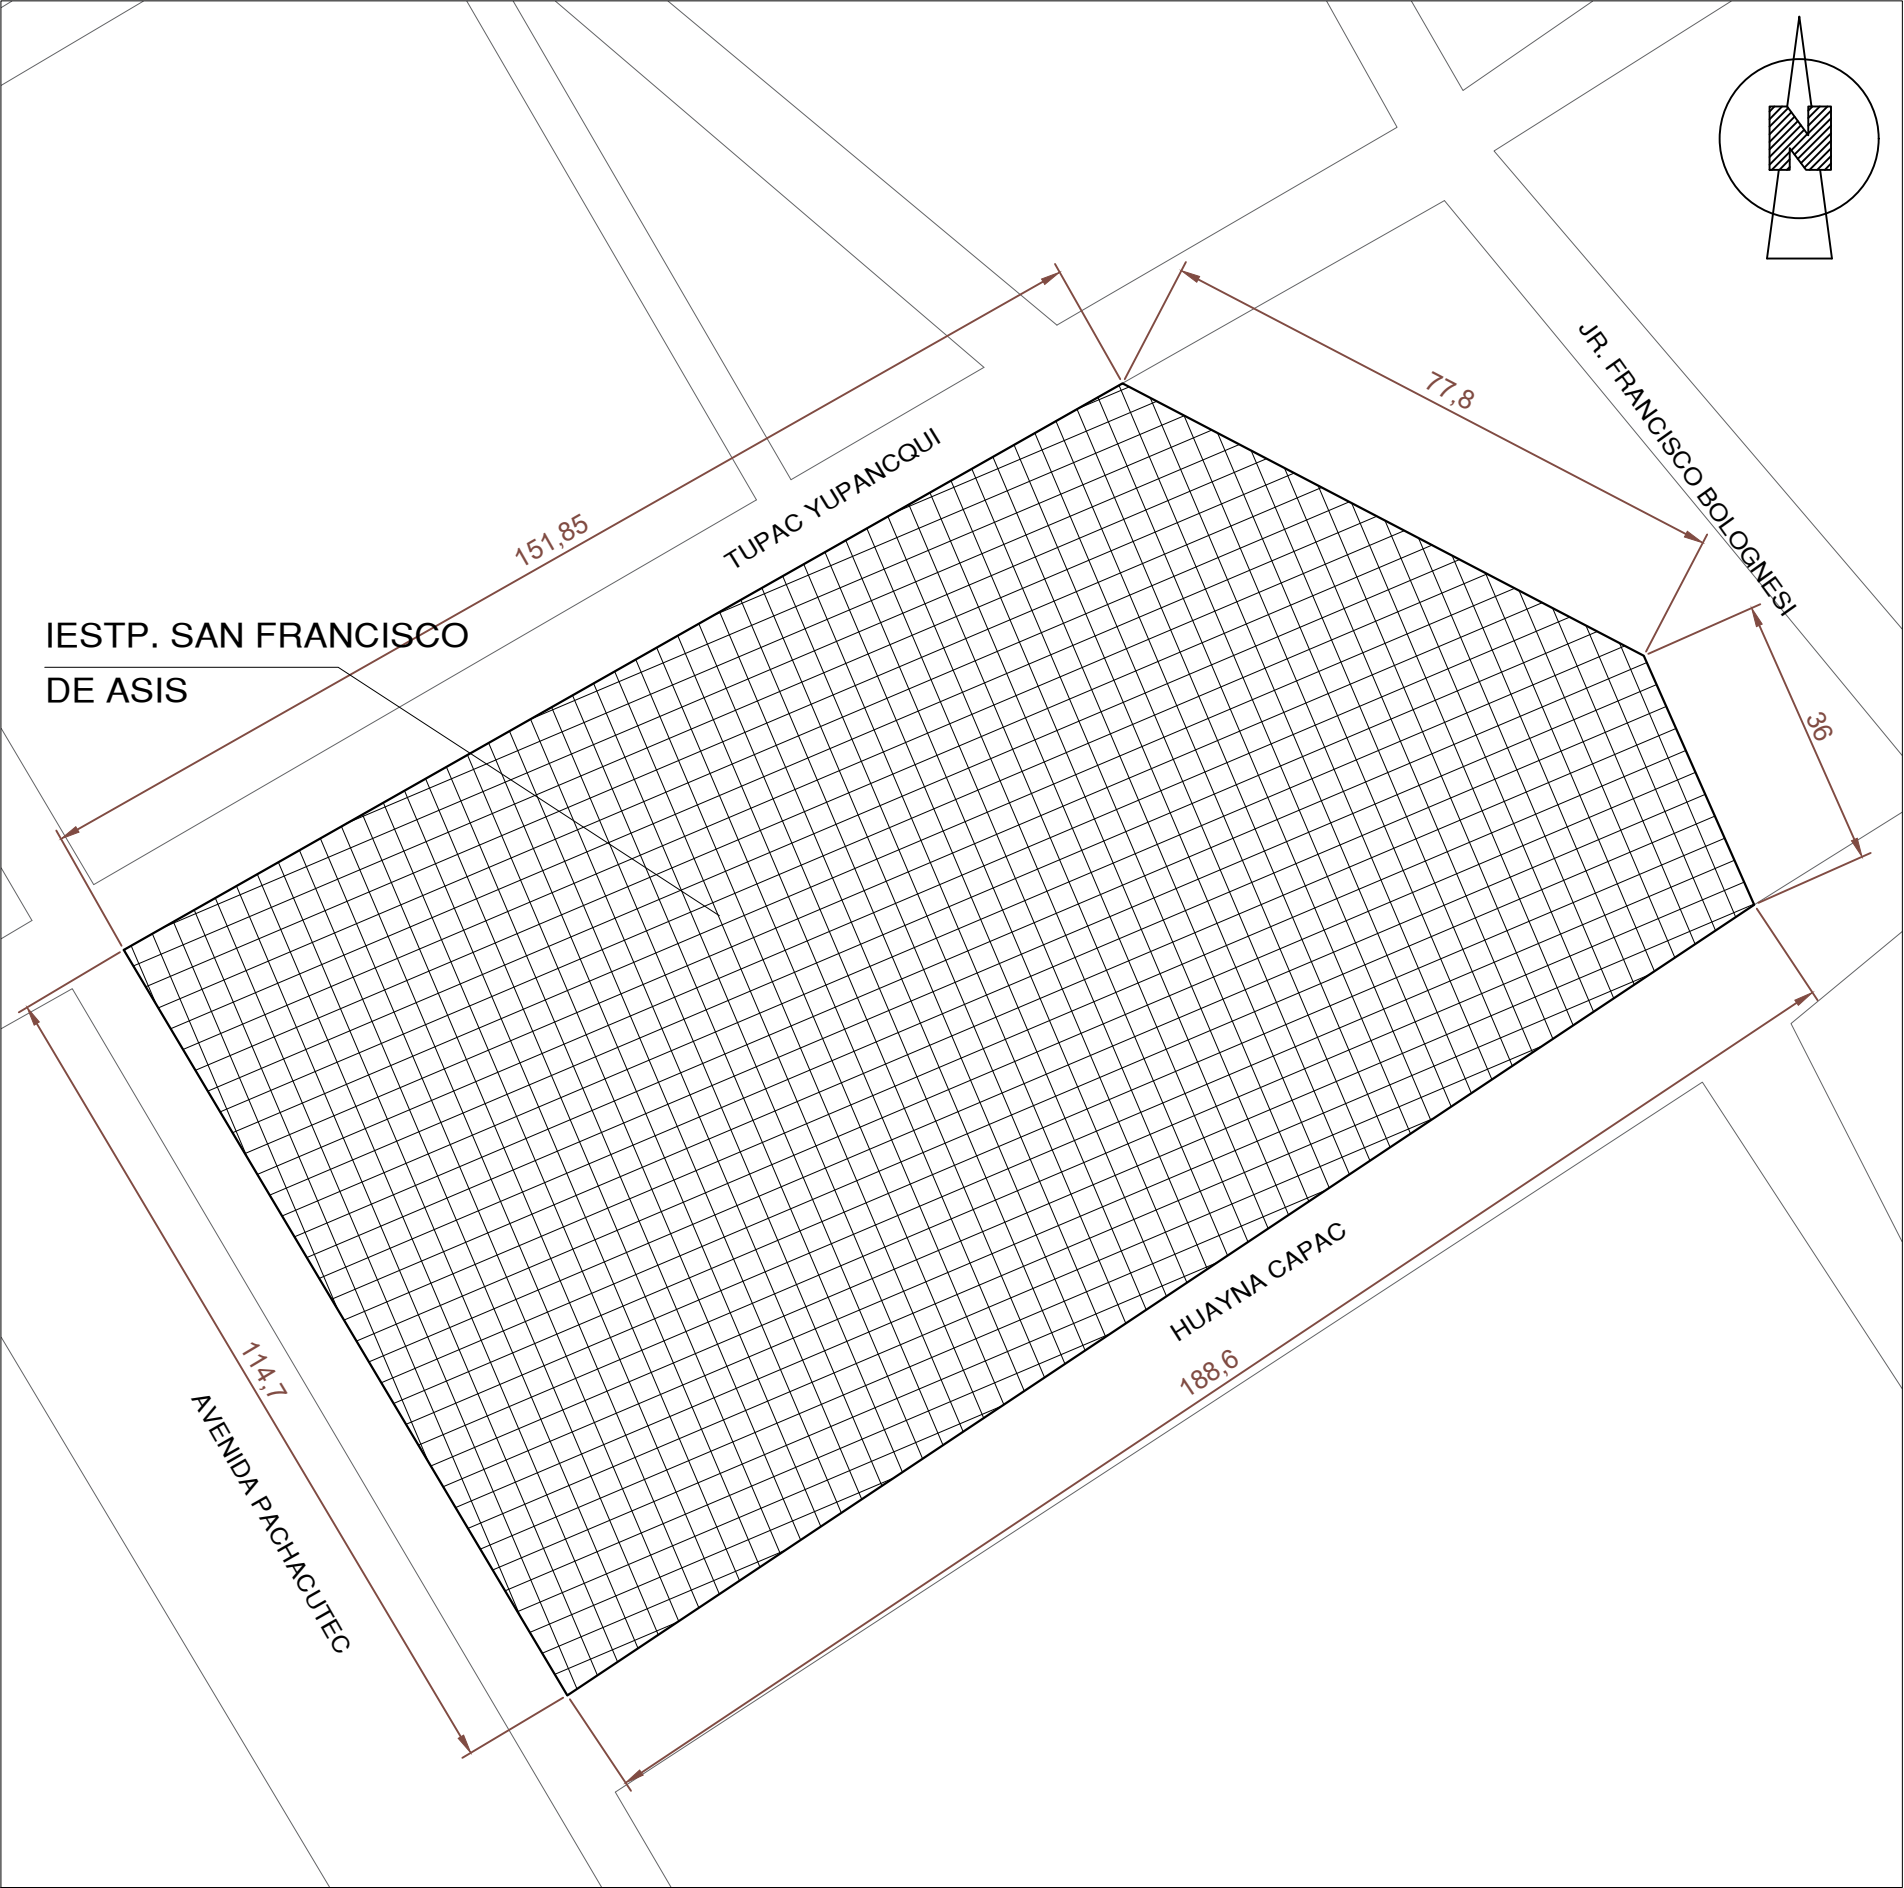 N
77,8
JR. FRANCISCO BOLOGNESI
TUPAC YUPANCQUI
151,85
IESTP. SAN FRANCISCO
DE ASIS
36
HUAYNA CAPAC
188,6
114,7
AVENIDA PACHACUTEC